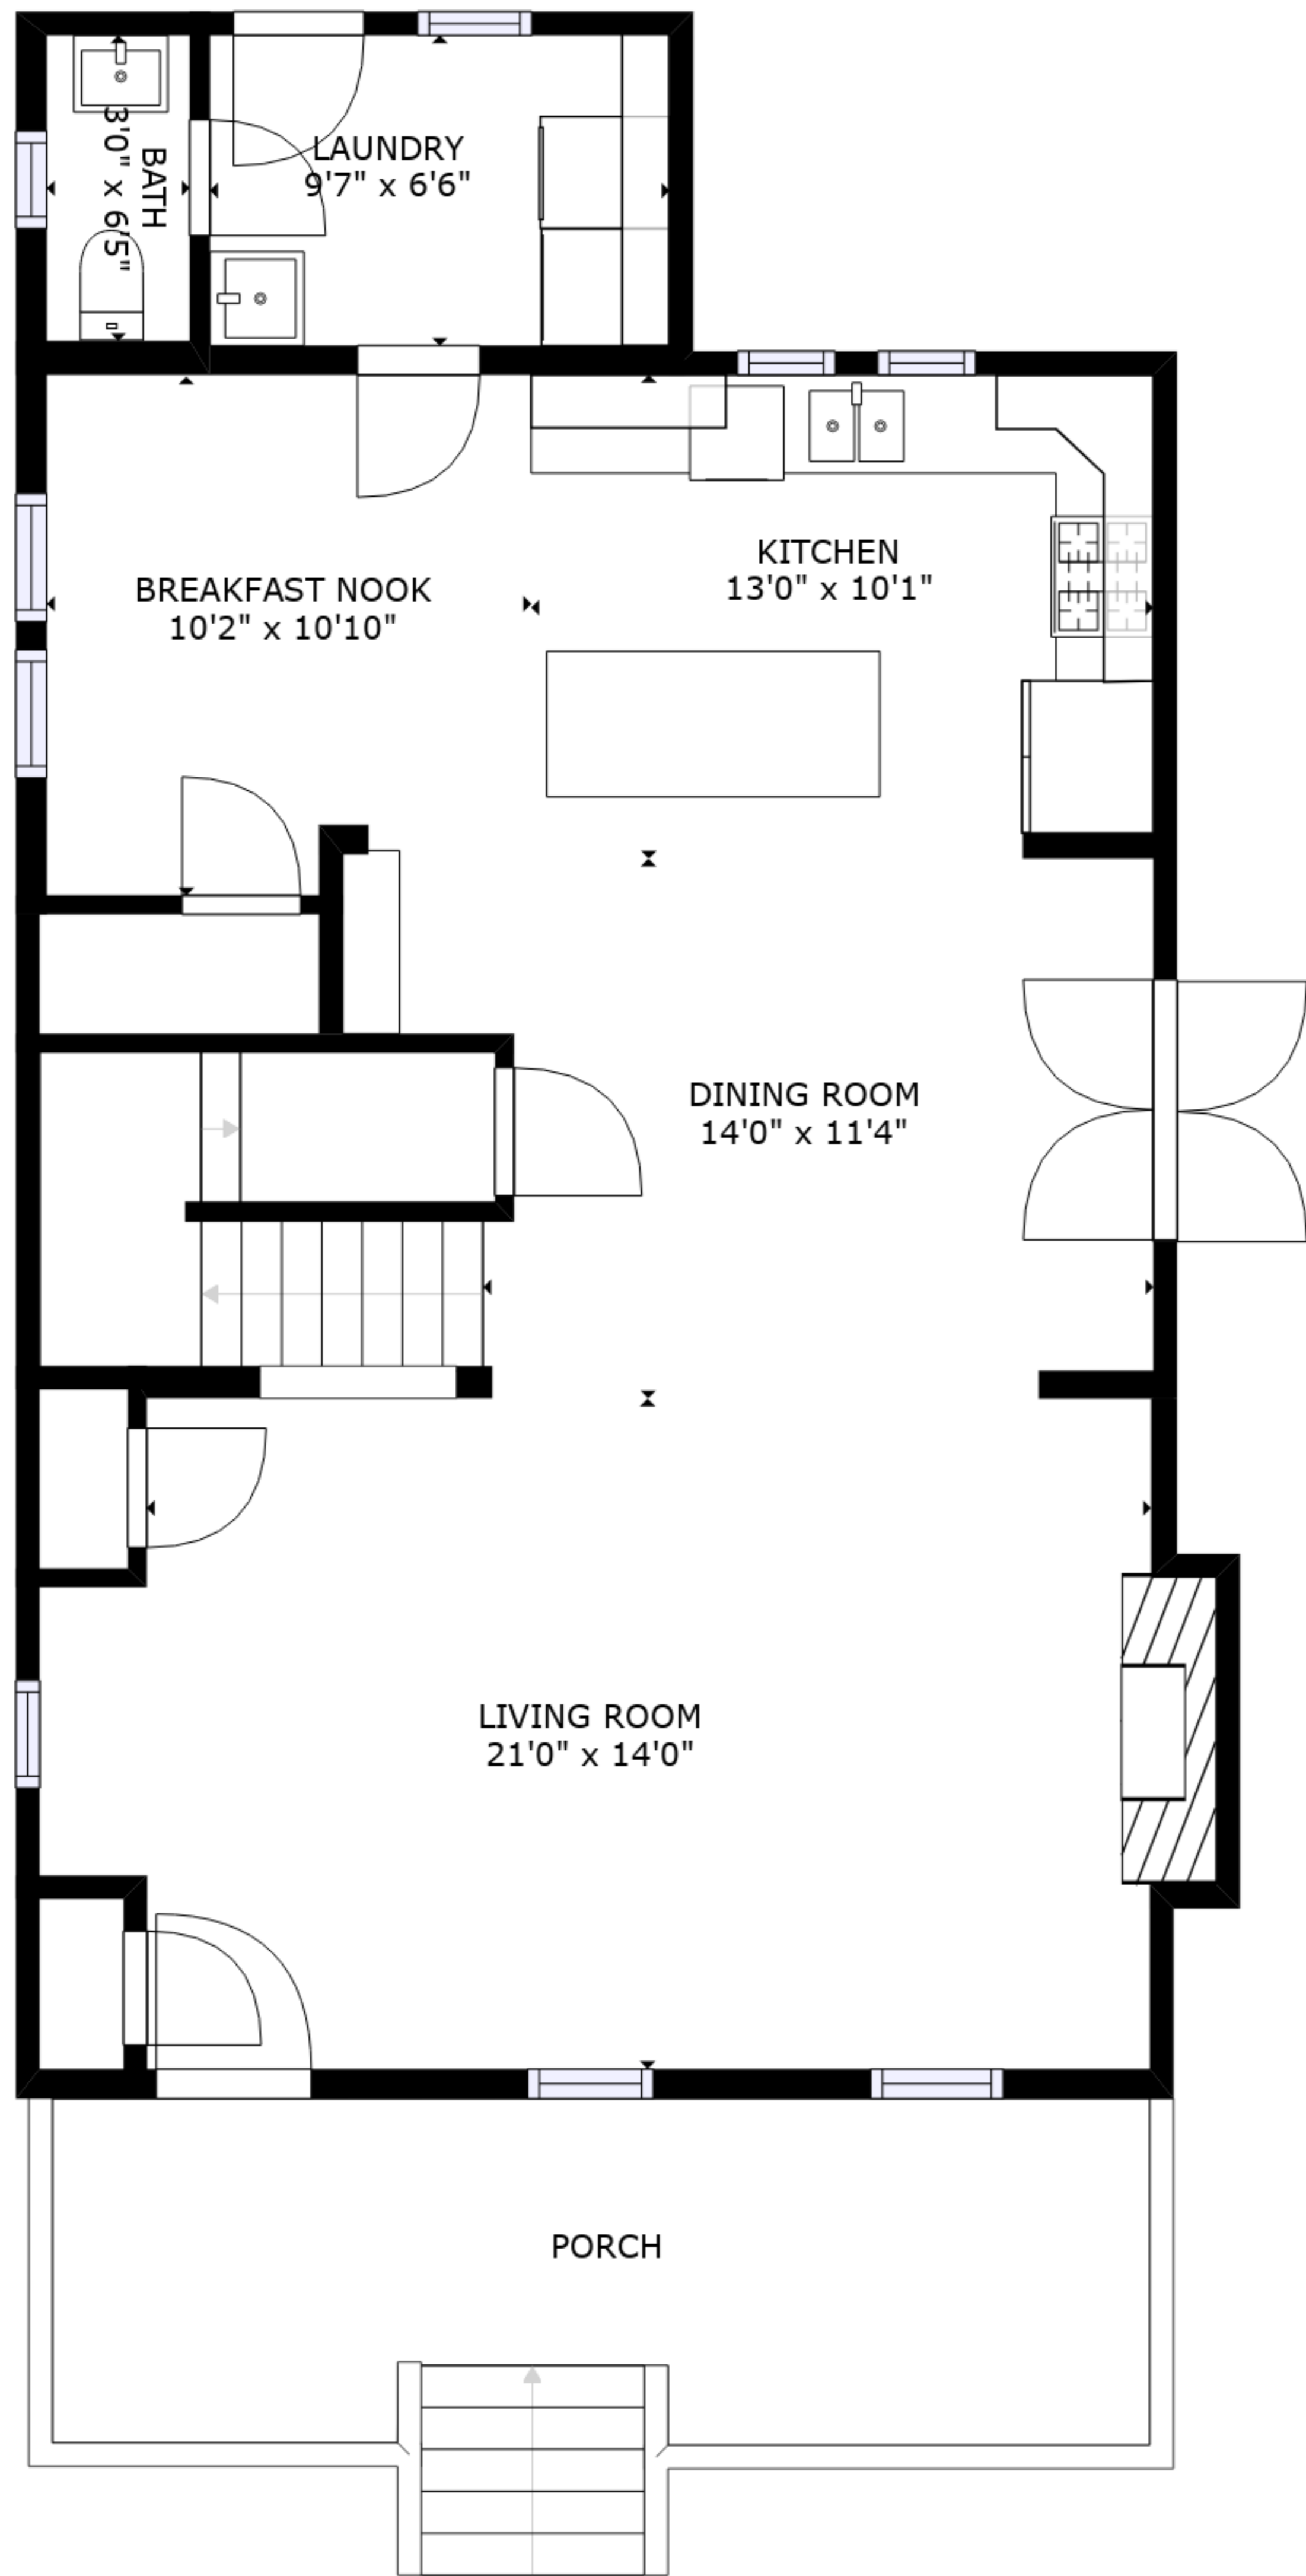 BATH
3'0" x 6'5"
LAUNDRY
9'7" x 6'6"
KITCHEN
13'0" x 10'1"
BREAKFAST NOOK
10'2" x 10'10"
DINING ROOM
14'0" x 11'4"
LIVING ROOM
21'0" x 14'0"
PORCH